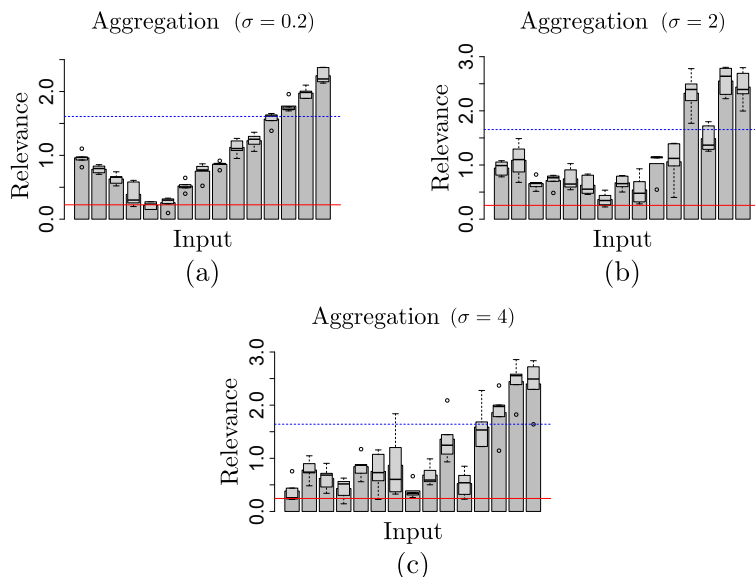 Aggregation (σ = 0.2)
Relevance
0.0 1.0 2.0
Input
(a)
Aggregation (σ = 2)
Relevance
0.0 1.0 2.0 3.0
Input
(b)
Aggregation (σ = 4)
Relevance
0.0 1.0 2.0 3.0
Input
(c)